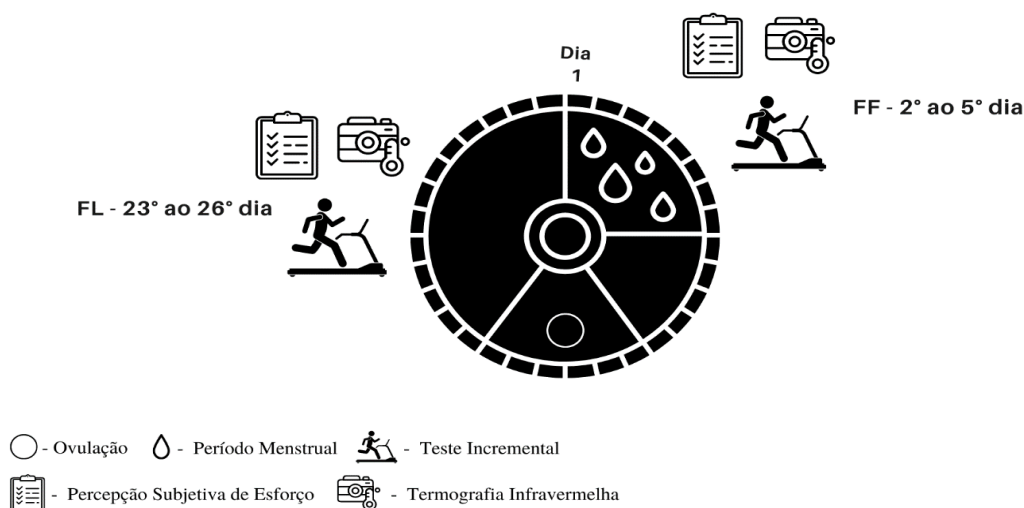 Dia
1
FF - 2° ao 5° dia
FL - 23° ao 26° dia
- Ovulação - Período Menstrual - Teste Incremental
- Percepção Subjetiva de Esforço - Termografia Infravermelha